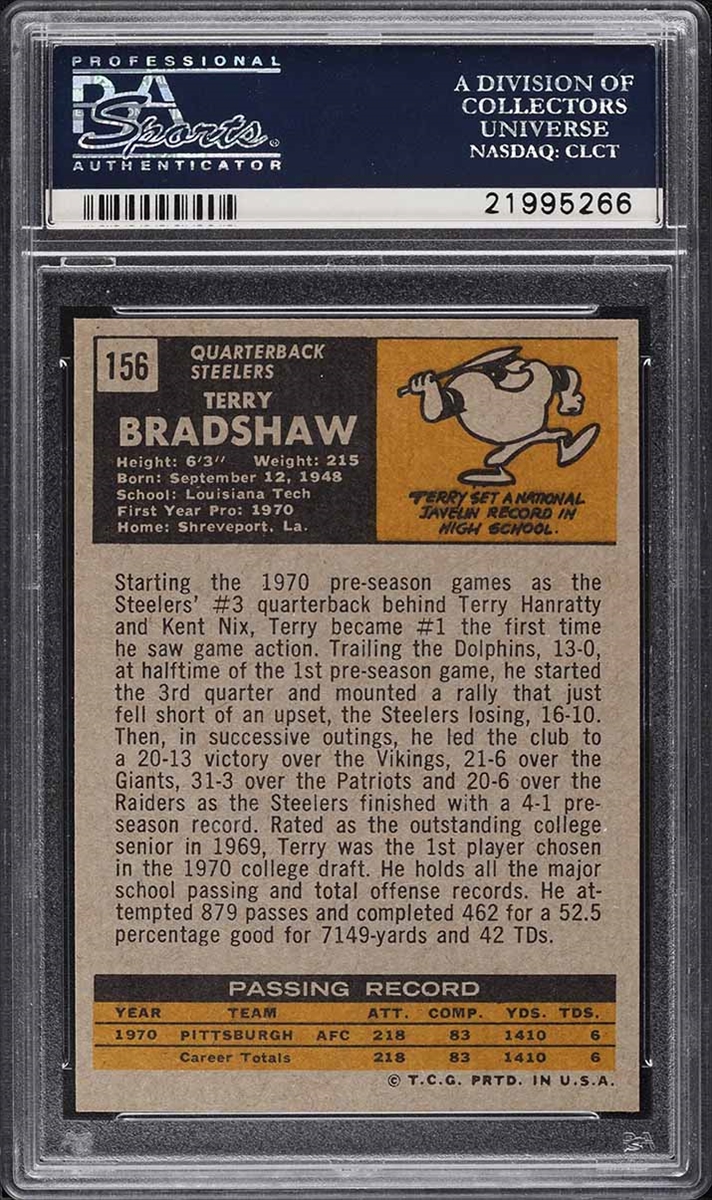 PROFESSIONAL
PSA
Sports
AUTHENTICATOR
A DIVISION OF
COLLECTORS
UNIVERSE
NASDAQ: CLCT
21995266
156
QUARTERBACK
STEELERS
TERRY
BRADSHAW
Height: 6'3" Weight: 215
Born: September 12, 1948
School: Louisiana Tech
First Year Pro: 1970
Home: Shreveport, La.
TERRY SET A NATIONAL
JAVELIN RECORD IN
HIGH SCHOOL.
Starting the 1970 pre-season games as the
Steelers' #3 quarterback behind Terry Hanratty
and Kent Nix, Terry became #1 the first time
he saw game action. Trailing the Dolphins, 13-0,
at halftime of the 1st pre-season game, he started
the 3rd quarter and mounted a rally that just
fell short of an upset, the Steelers losing, 16-10.
Then, in successive outings, he led the club to
a 20-13 victory over the Vikings, 21-6 over the
Giants, 31-3 over the Patriots and 20-6 over the
Raiders as the Steelers finished with a 4-1 pre-
season record. Rated as the outstanding college
senior in 1969, Terry was the 1st player chosen
in the 1970 college draft. He holds all the major
school passing and total offense records. He at-
tempted 879 passes and completed 462 for a 52.5
percentage good for 7149-yards and 42 TDs.
PASSING RECORD
YEAR TEAM ATT. COMP. YDS. TDS.
1970 PITTSBURGH AFC 218 83 1410 6
Career Totals 218 83 1410 6
© T.C.G. PRTD. IN U.S.A.
PSA